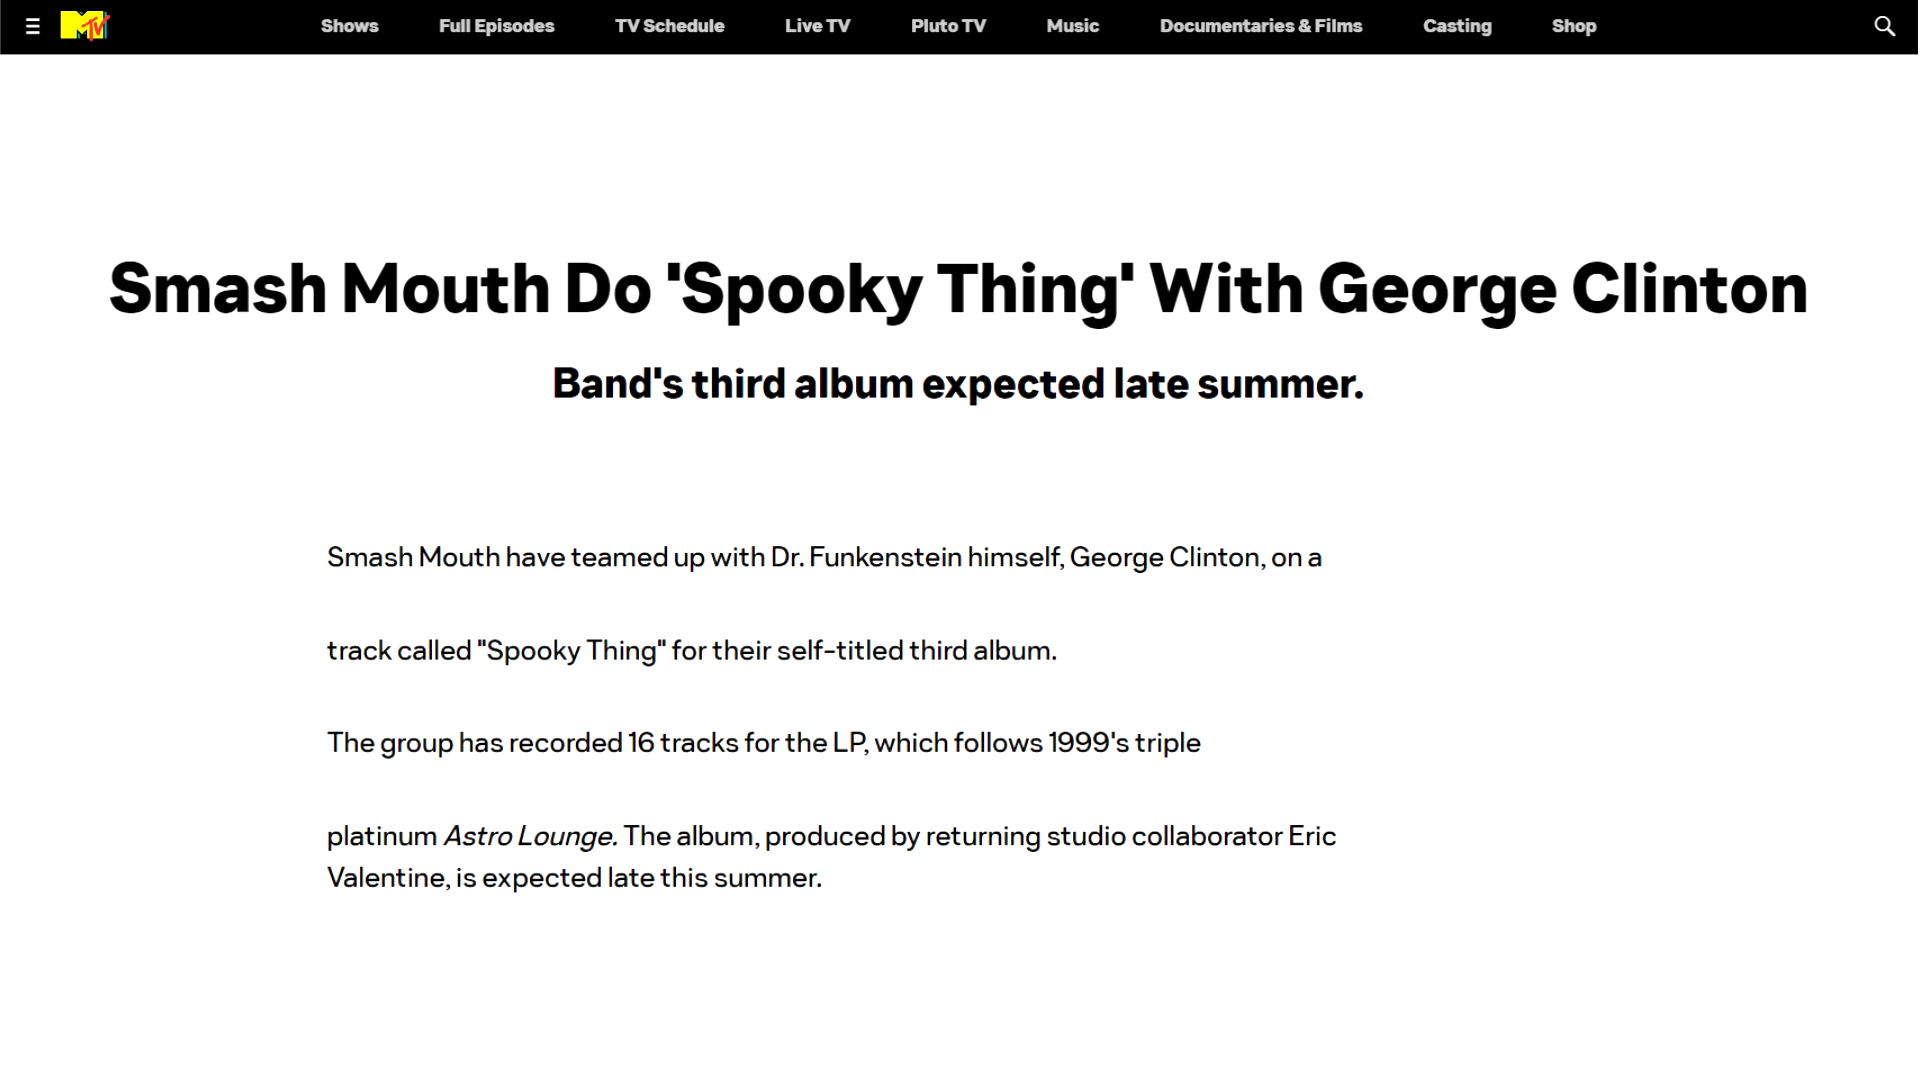 MTV
Shows Full Episodes TV Schedule Live TV Pluto TV Music Documentaries & Films Casting Shop
Smash Mouth Do 'Spooky Thing' With George Clinton
Band's third album expected late summer.
Smash Mouth have teamed up with Dr. Funkenstein himself, George Clinton, on a
track called "Spooky Thing" for their self-titled third album.
The group has recorded 16 tracks for the LP, which follows 1999's triple
platinum Astro Lounge. The album, produced by returning studio collaborator Eric
Valentine, is expected late this summer.